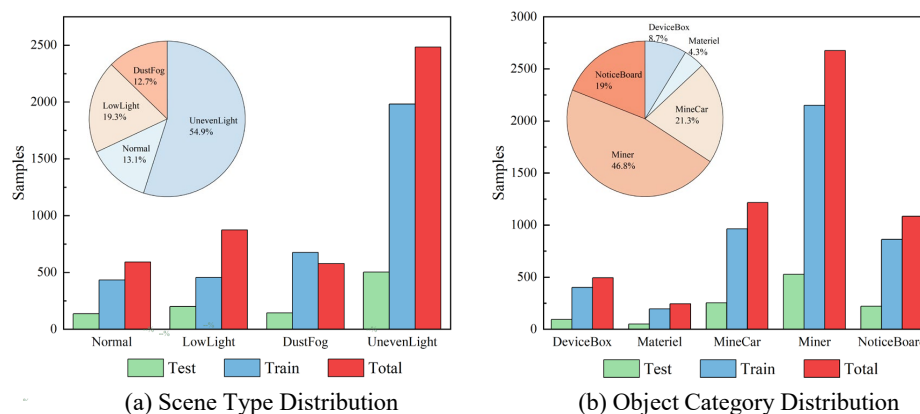 2500
2000
1500
1000
500
0
Samples
DustFog
12.7%
LowLight
19.3%
Normal
13.1%
UnevenLight
54.9%
Normal LowLight DustFog UnevenLight
Test Train Total
(a) Scene Type Distribution
3000
2500
2000
1500
1000
500
0
DeviceBox
8.7%
Materiel
4.3%
NoticeBoard
19%
MineCar
21.3%
Miner
46.8%
DeviceBox Materiel MineCar Miner NoticeBoard
Test Train Total
(b) Object Category Distribution